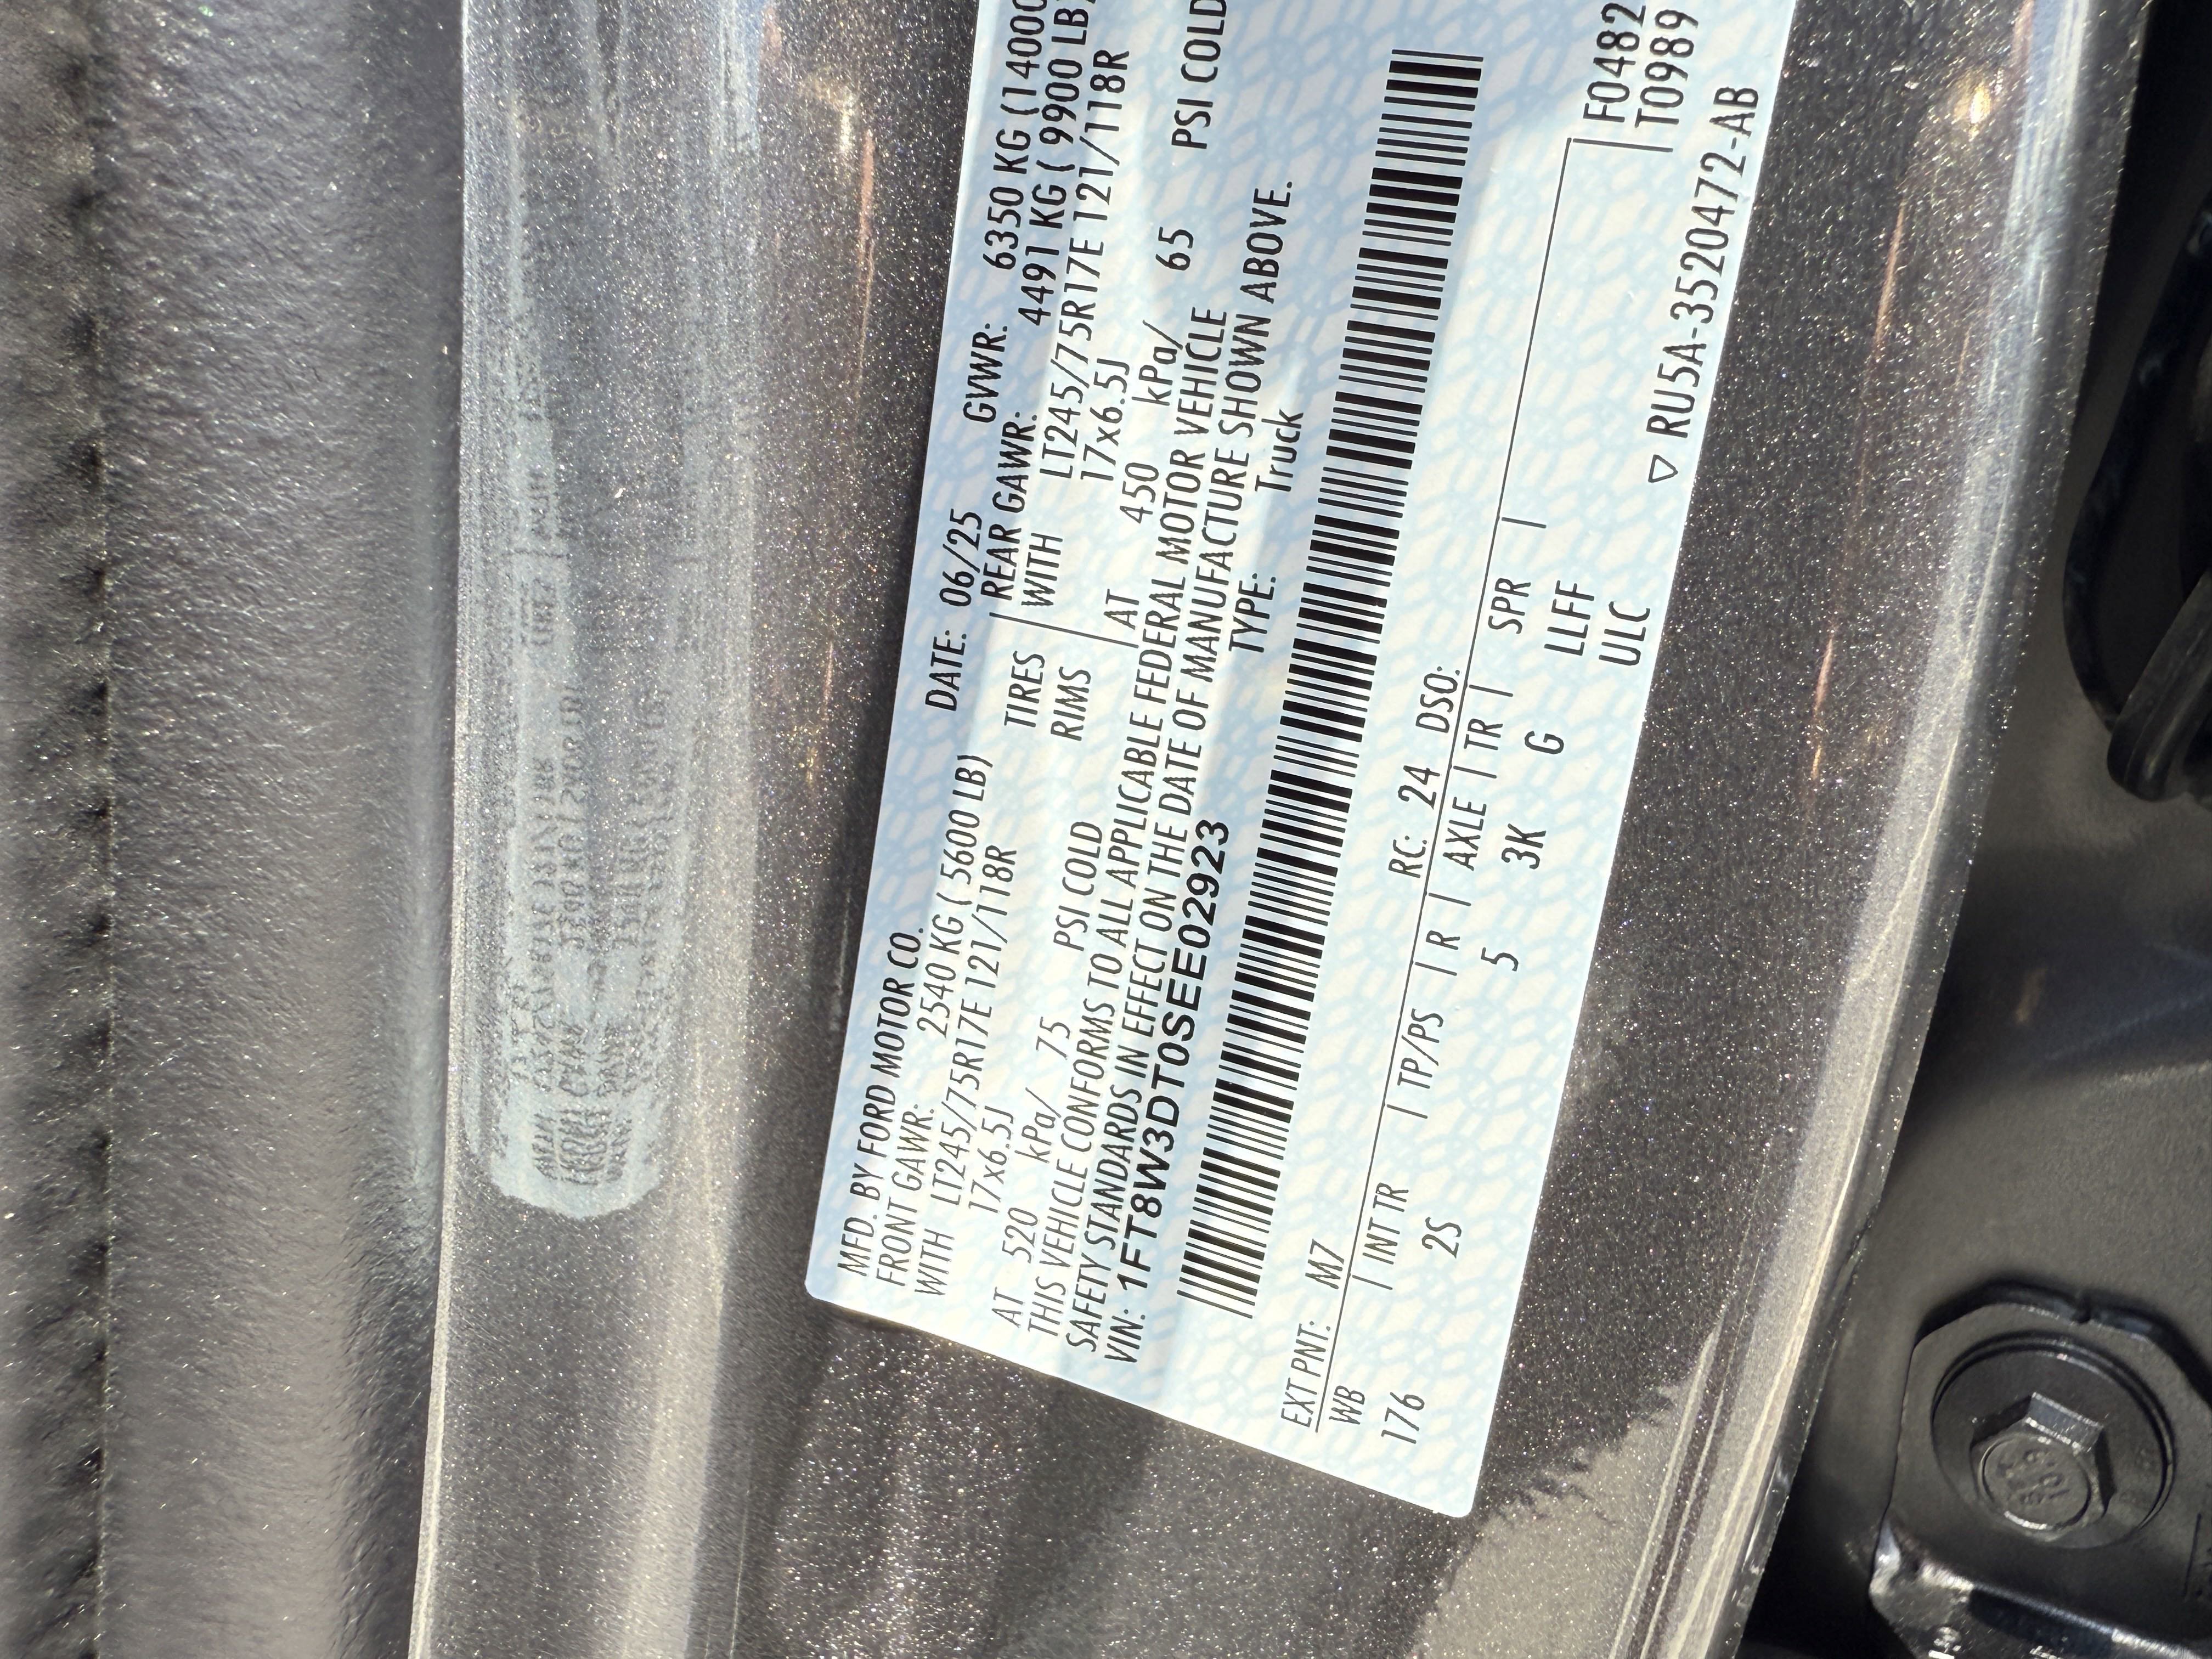 MFD. BY FORD MOTOR CO.
DATE: 06/25 GVWR: 6350 KG (14000
FRONT GAWR: 2540 KG ( 5600 LB)
REAR GAWR: 4491 KG ( 9900 LB)
WITH LT245/75R17E 121/118R TIRES WITH LT245/75R17E 121/118R
17x6.5J RIMS 17x6.5J
AT 520 kPa/ 75 PSI COLD AT 450 kPa/ 65 PSI COLD
THIS VEHICLE CONFORMS TO ALL APPLICABLE FEDERAL MOTOR VEHICLE
SAFETY STANDARDS IN EFFECT ON THE DATE OF MANUFACTURE SHOWN ABOVE.
VIN: 1FT8W3DT0SEE02923 TYPE: Truck
EXT PNT: M7 RC: 24 DSO:
WB | INT TR | TP/PS | R | AXLE | TR | SPR | F0482
176 2S 5 3K G LLFF T0989
ULC
▽ RU5A-3520472-AB